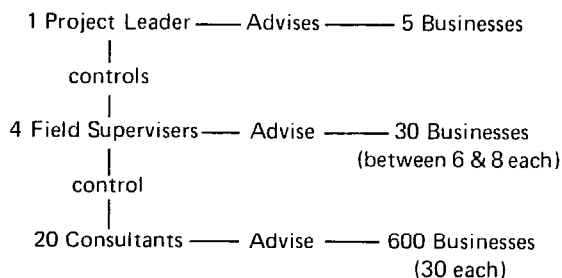 1 Project Leader Advises 5 Businesses
controls
4 Field Supervisers Advise 30 Businesses
(between 6 & 8 each)
control
20 Consultants Advise 600 Businesses
(30 each)